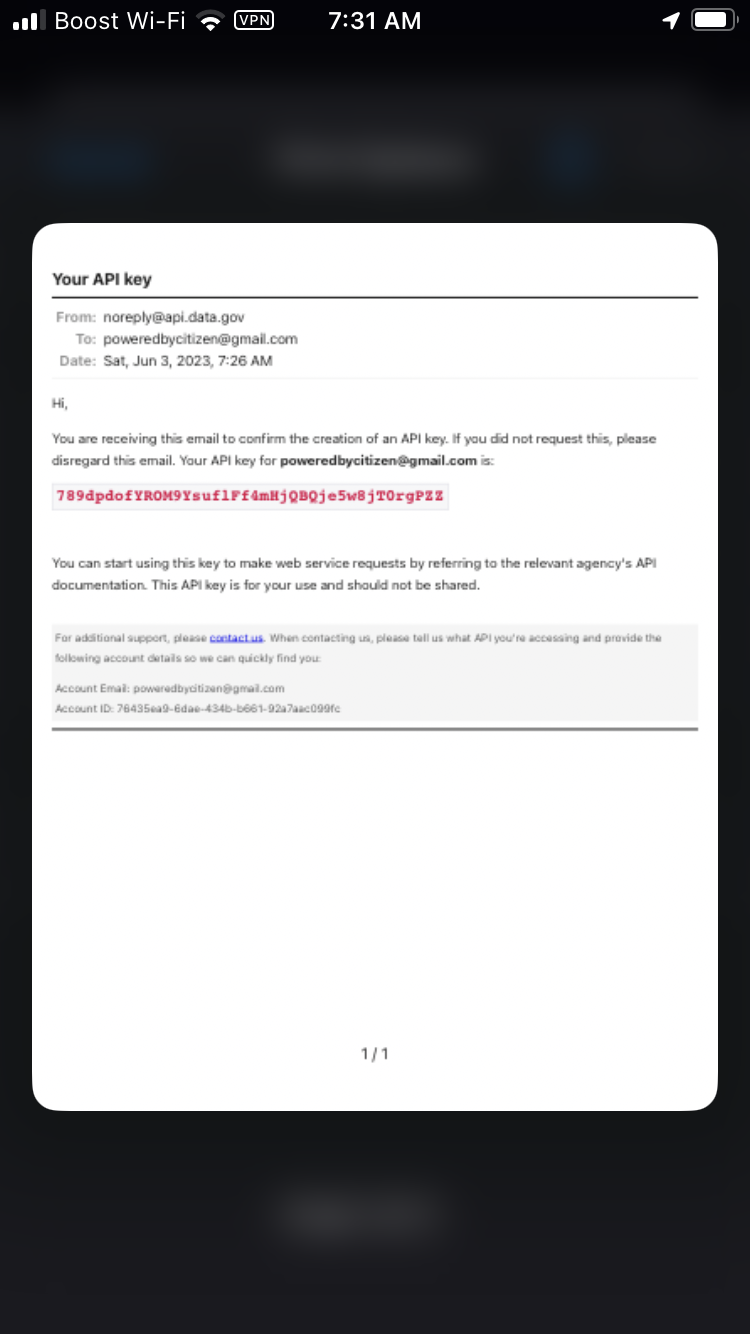 Boost Wi-Fi VPN 7:31 AM
Your API key
From: noreply@api.data.gov
To: poweredbycitizen@gmail.com
Date: Sat, Jun 3, 2023, 7:26 AM
Hi,
You are receiving this email to confirm the creation of an API key. If you did not request this, please
disregard this email. Your API key for poweredbycitizen@gmail.com is:
789dpdofYROM9YsuflFf4mHjQBQje5w8jT0rgPZZ
You can start using this key to make web service requests by referring to the relevant agency's API
documentation. This API key is for your use and should not be shared.
For additional support, please contact us. When contacting us, please tell us what API you're accessing and provide the
following account details so we can quickly find you:
Account Email: poweredbycitizen@gmail.com
Account ID: 76435ea9-6dae-434b-b661-92a7aac099fc
1 / 1